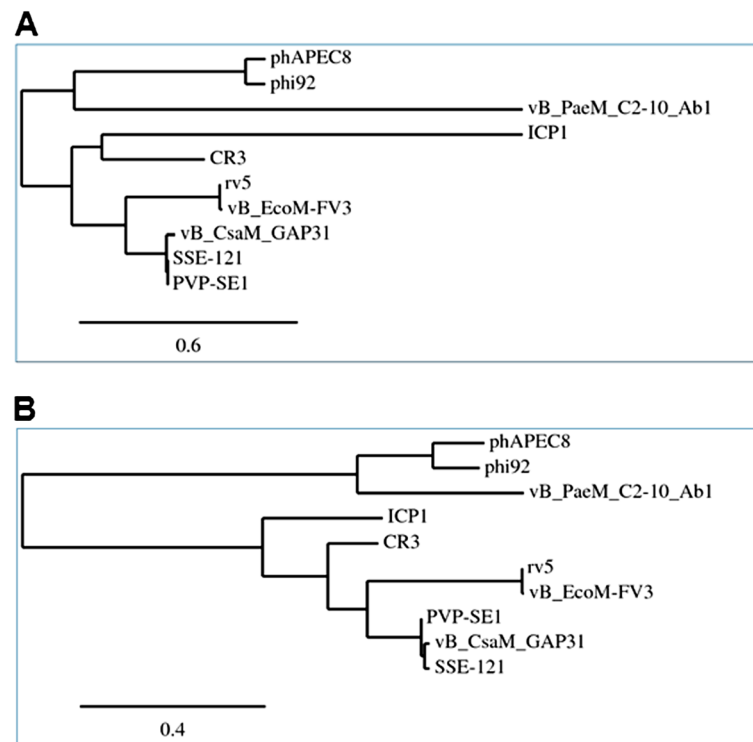 A
phAPEC8
phi92
vB_PaeM_C2-10_Ab1
ICP1
CR3
rv5
vB_EcoM-FV3
vB_CsaM_GAP31
SSE-121
PVP-SE1
0.6
B
phAPEC8
phi92
vB_PaeM_C2-10_Ab1
ICP1
CR3
rv5
vB_EcoM-FV3
PVP-SE1
vB_CsaM_GAP31
SSE-121
0.4